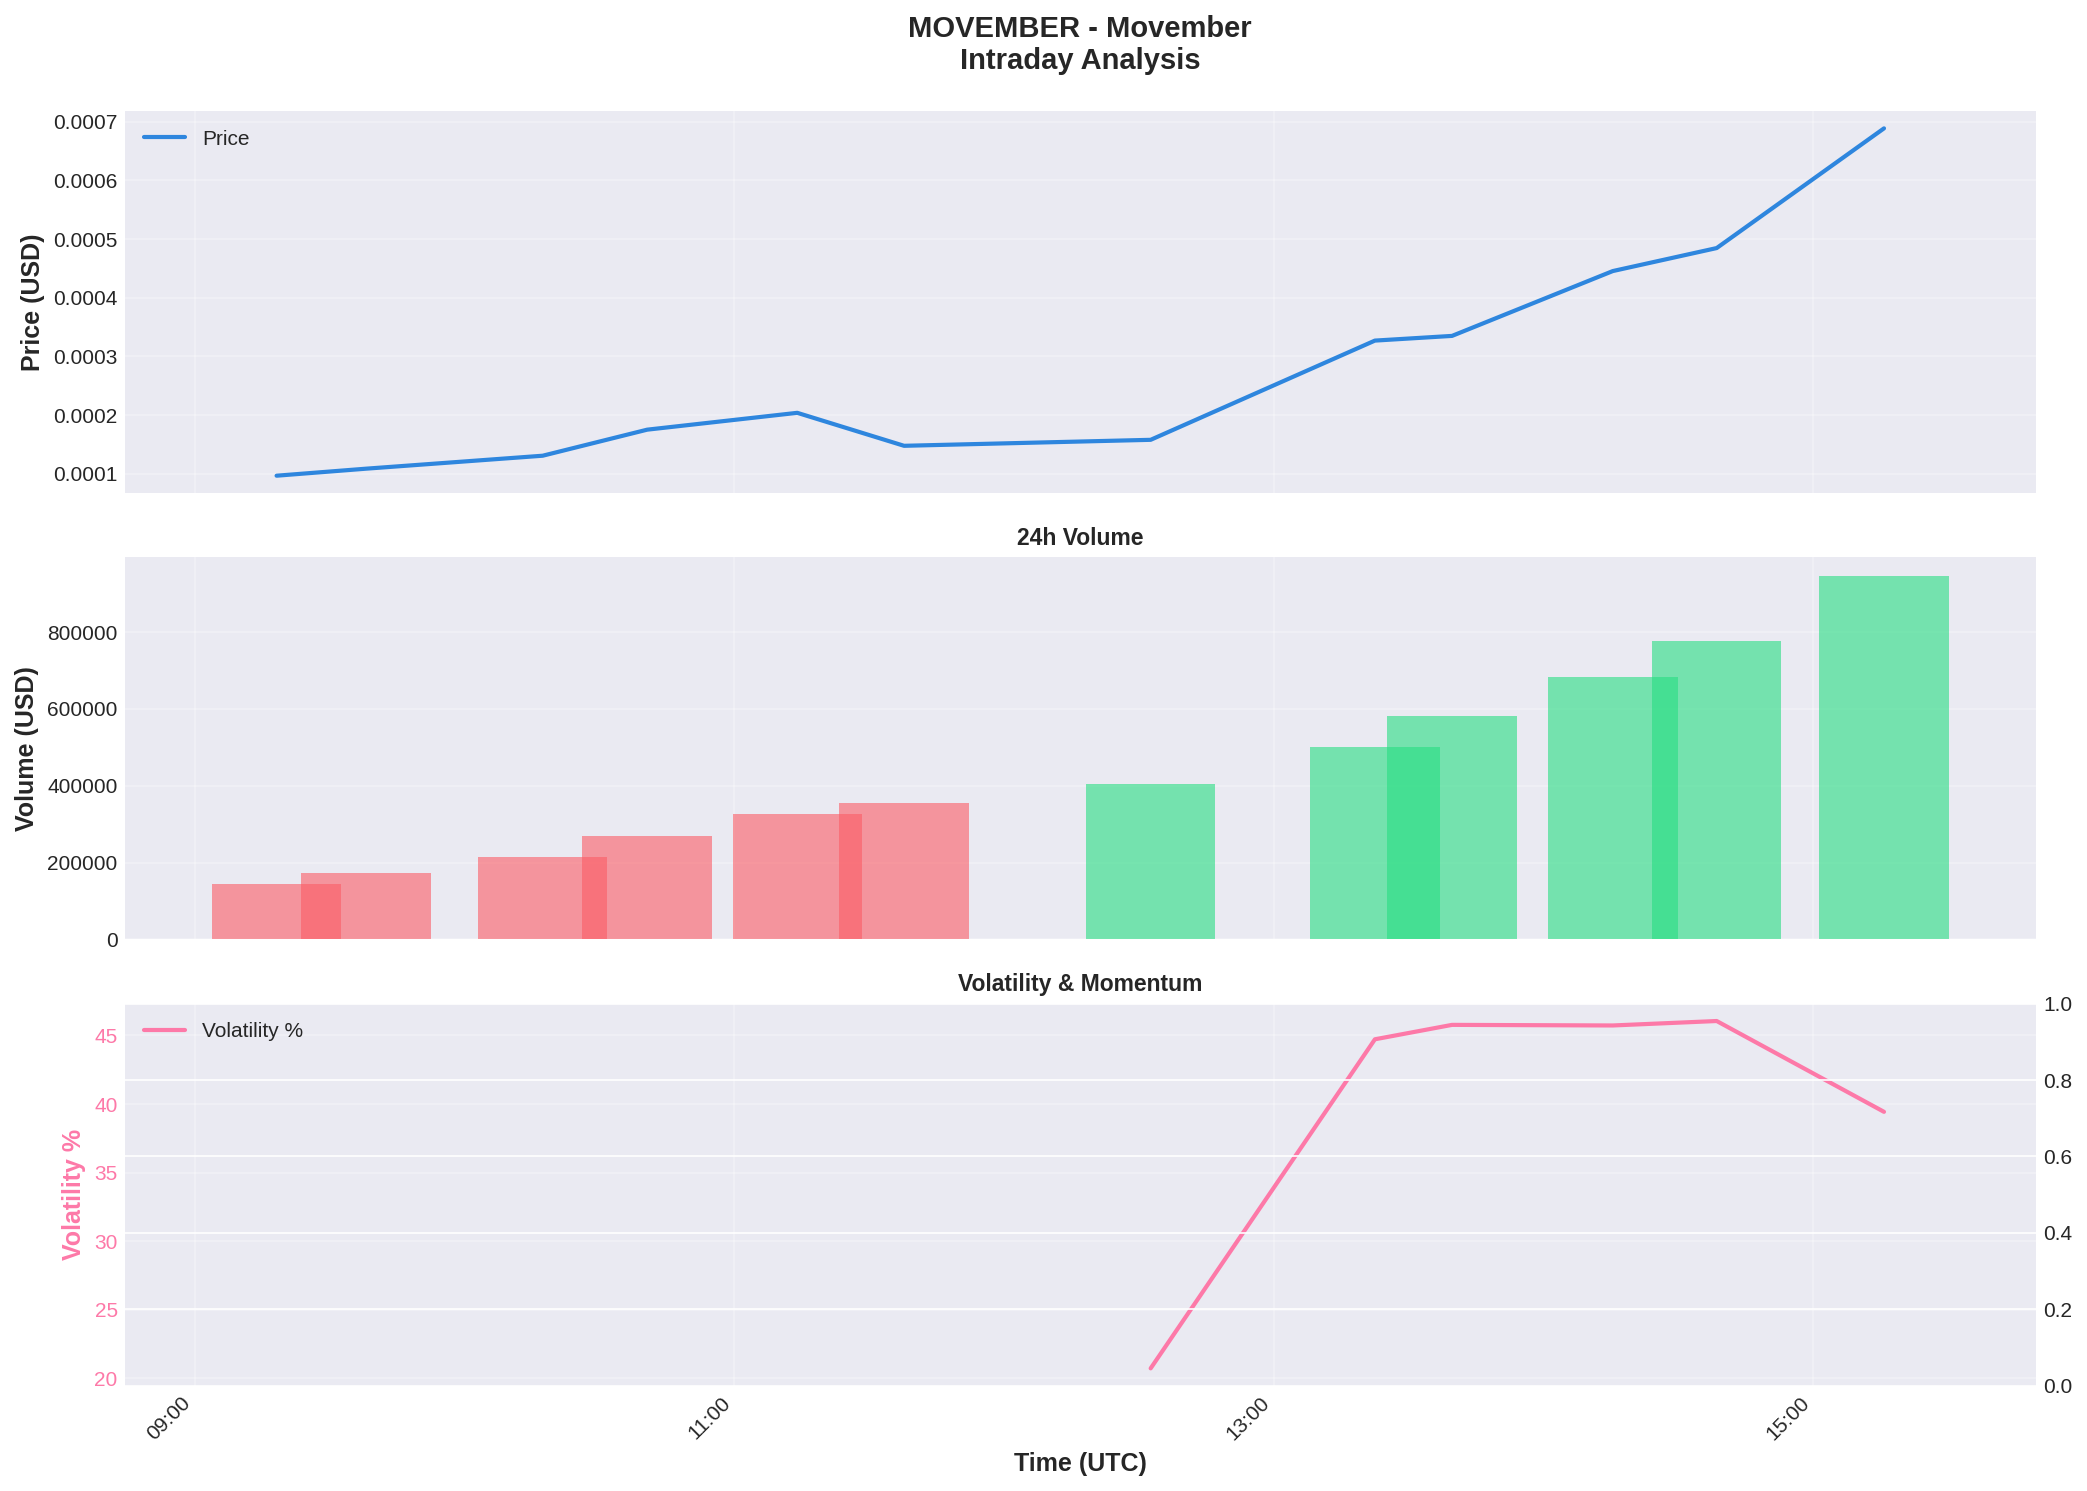 MOVEMBER - Movember
Intraday Analysis
Price
0.0007
0.0006
0.0005
0.0004
0.0003
0.0002
0.0001
Price (USD)
24h Volume
800000
600000
400000
200000
0
Volume (USD)
Volatility & Momentum
Volatility %
45
40
35
30
25
20
Volatility %
1.0
0.8
0.6
0.4
0.2
0.0
09:00
11:00
13:00
15:00
Time (UTC)